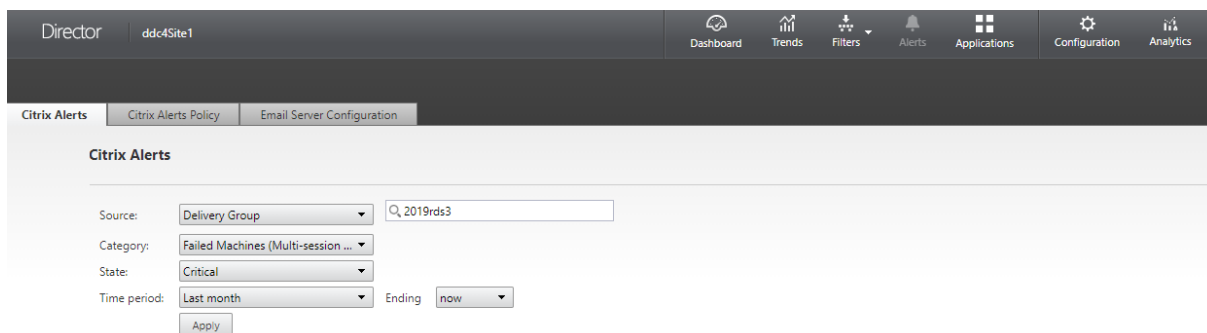 Director ddc4Site1 Dashboard Trends Filters Alerts Applications Configuration Analytics
Citrix Alerts Citrix Alerts Policy Email Server Configuration
Citrix Alerts
Source: Delivery Group 2019rds3
Category: Failed Machines (Multi-session ...
State: Critical
Time period: Last month Ending now
Apply